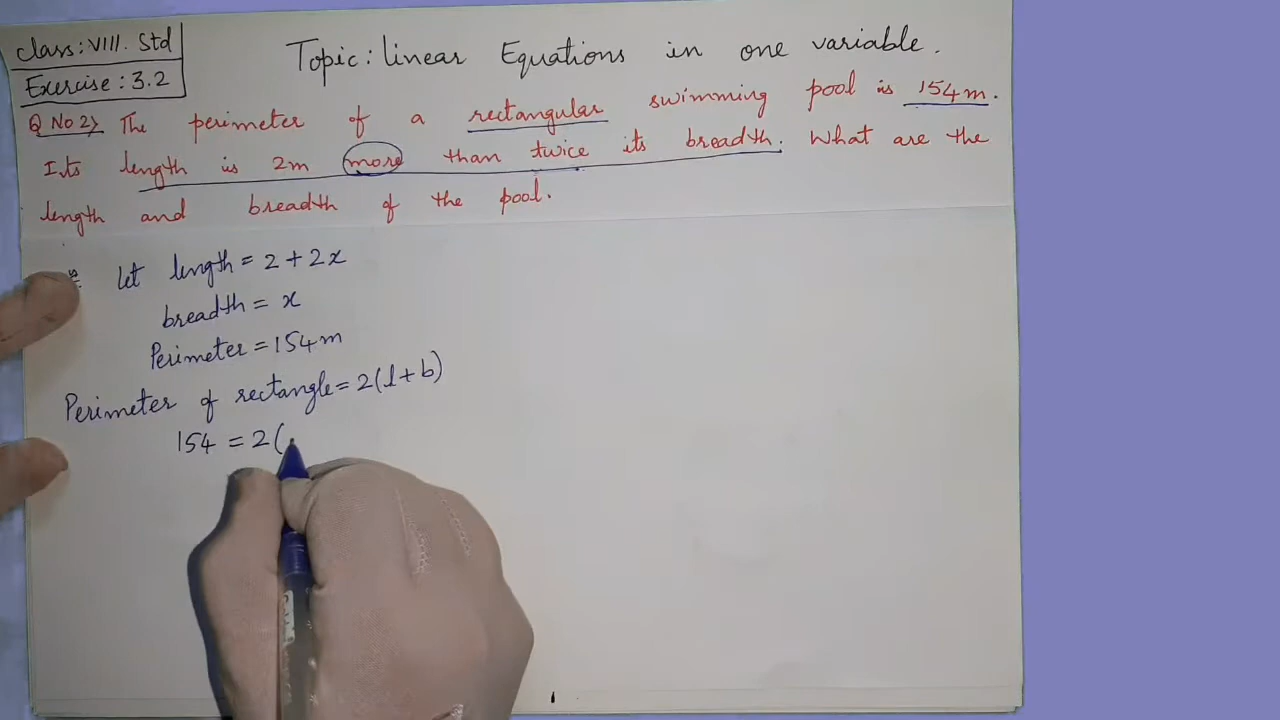 Class: VIII. Std
Exercise: 3.2
Topic: linear Equations in one variable.
Q No 2) The perimeter of a rectangular swimming pool is 154m.
Its length is 2m more than twice its breadth. What are the
length and breadth of the pool.
Let length = 2 + 2x
breadth = x
Perimeter = 154m
Perimeter of rectangle = 2(l + b)
154 = 2(